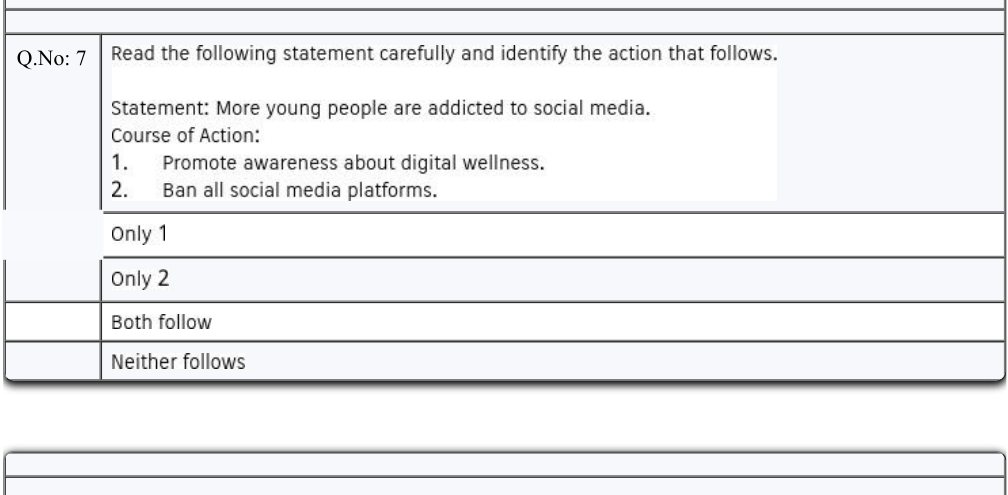 Q.No: 7
Read the following statement carefully and identify the action that follows.
Statement: More young people are addicted to social media.
Course of Action:
1. Promote awareness about digital wellness.
2. Ban all social media platforms.
Only 1
Only 2
Both follow
Neither follows